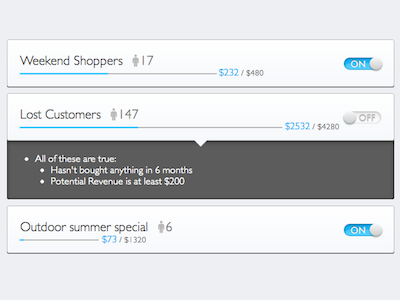 Weekend Shoppers 17
ON
$232 / $480
Lost Customers 147
OFF
$2532 / $4280
• All of these are true:
• Hasn't bought anything in 6 months
• Potential Revenue is at least $200
Outdoor summer special 6
ON
$73 / $1320